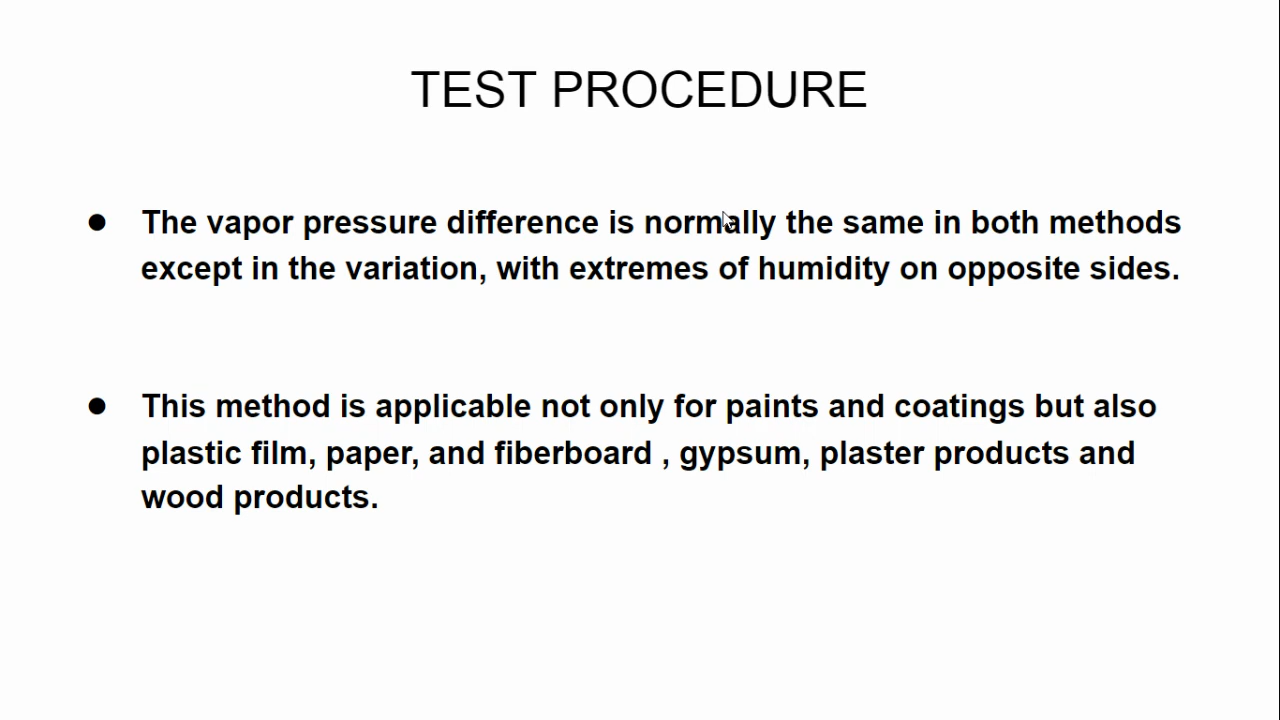 TEST PROCEDURE
● The vapor pressure difference is normally the same in both methods
except in the variation, with extremes of humidity on opposite sides.
● This method is applicable not only for paints and coatings but also
plastic film, paper, and fiberboard , gypsum, plaster products and
wood products.